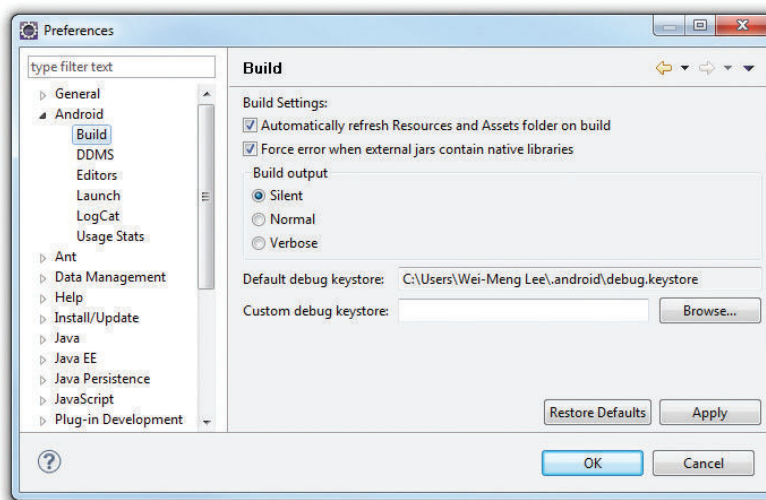 Preferences
type filter text
General
Android
Build
DDMS
Editors
Launch
LogCat
Usage Stats
Ant
Data Management
Help
Install/Update
Java
Java EE
Java Persistence
JavaScript
Plug-in Development
Build
Build Settings:
Automatically refresh Resources and Assets folder on build
Force error when external jars contain native libraries
Build output
Silent
Normal
Verbose
Default debug keystore: C:\Users\Wei-Meng Lee\.android\debug.keystore
Custom debug keystore: Browse...
Restore Defaults Apply
? OK Cancel